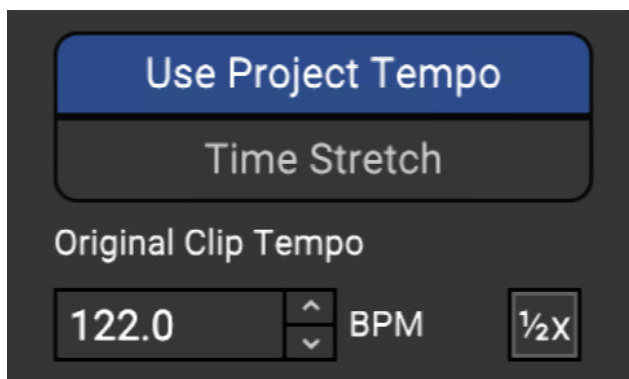 Use Project Tempo
Time Stretch
Original Clip Tempo
122.0 BPM ½x